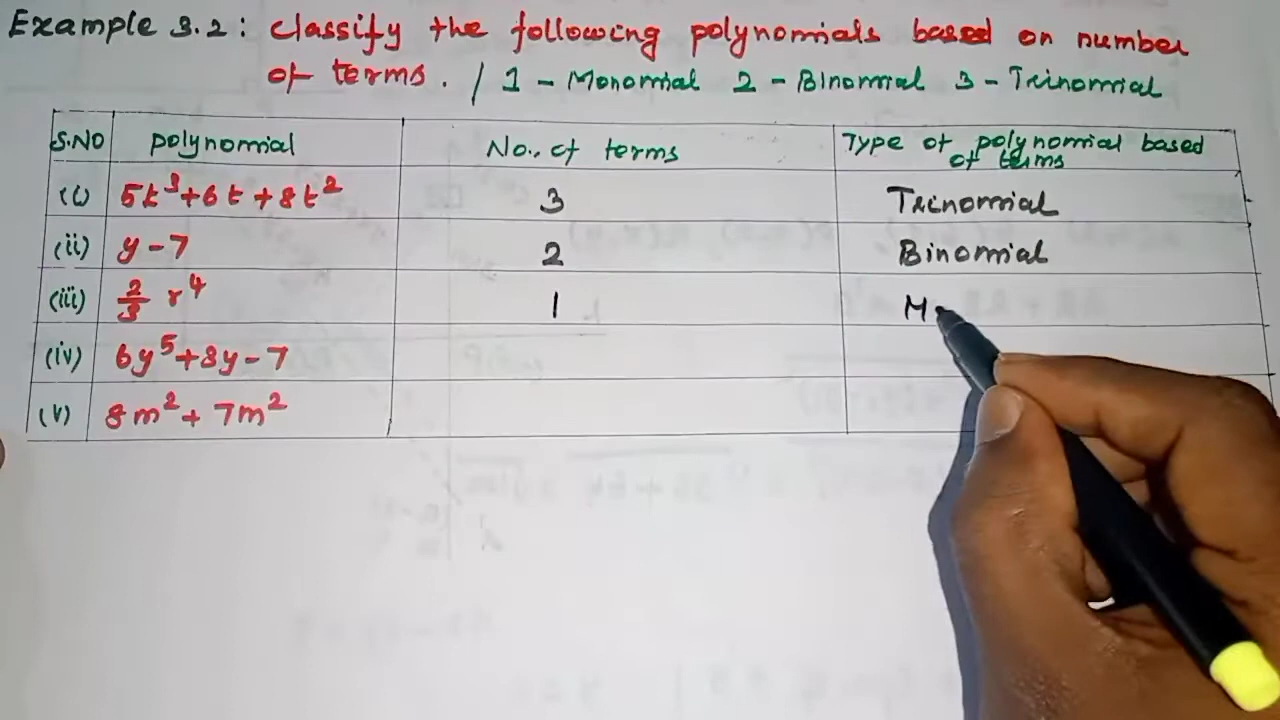 Example 3.2: Classify the following polynomials based on number
of terms. / 1 - Monomial 2 - Binomial 3 - Trinomial
S.NO polynomial No., of terms Type of polynomial based
of terms
(i) 5t³+6t+8t² 3 Trinomial
(ii) y-7 2 Binomial
(iii) 2/3 r⁴ 1 Mo
(iv) 6y⁵+8y-7
(v) 8m²+7m²